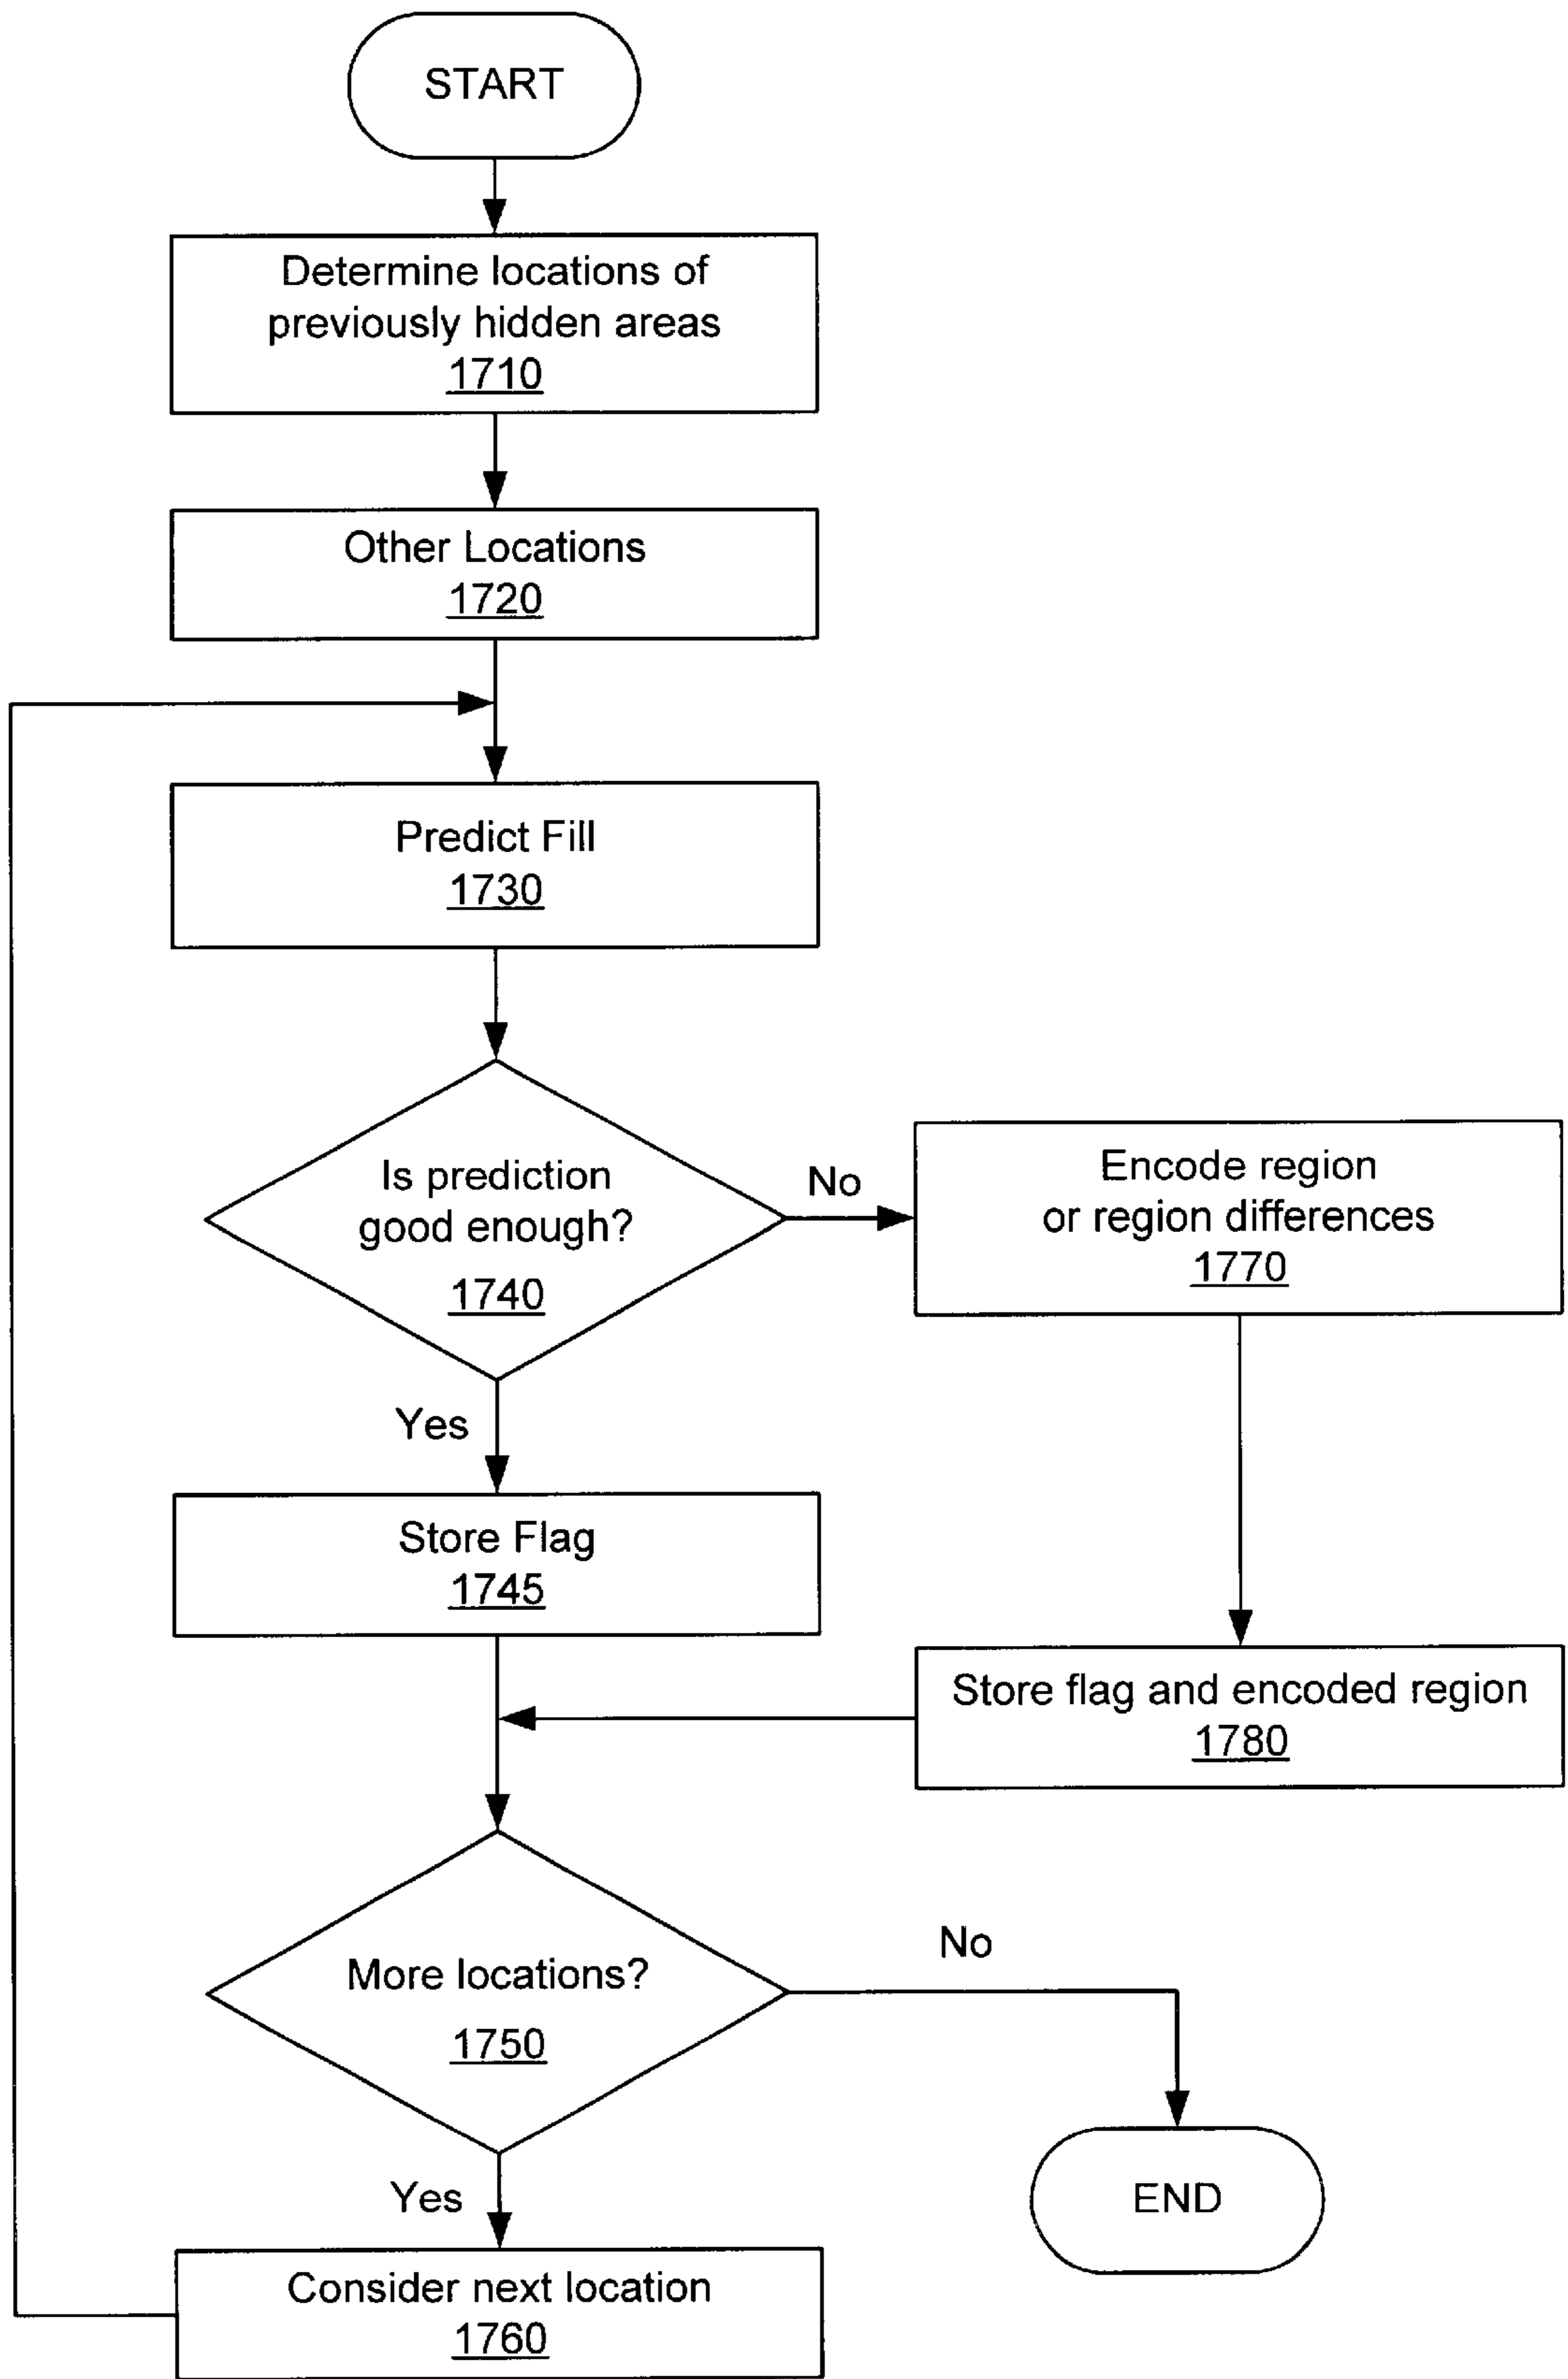 START
Determine locations of
previously hidden areas
1710
Other Locations
1720
Predict Fill
1730
Is prediction
good enough?
1740
No
Encode region
or region differences
1770
Yes
Store Flag
1745
Store flag and encoded region
1780
More locations?
1750
No
Yes
END
Consider next location
1760